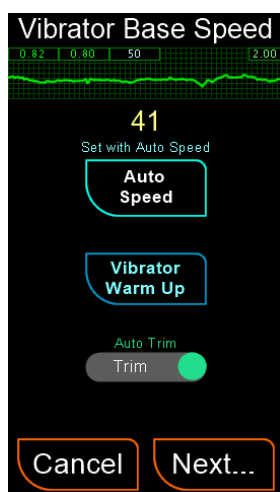 Vibrator Base Speed
0.82 0.80 50 2.00
41
Set with Auto Speed
Auto
Speed
Vibrator
Warm Up
Auto Trim
Trim
Cancel Next...